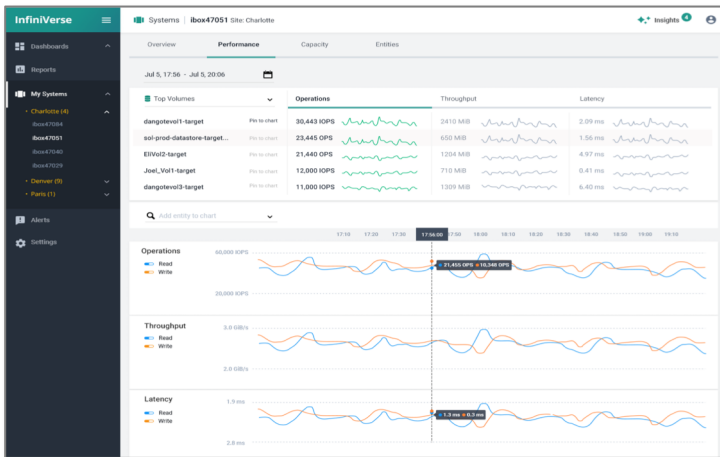 InfiniVerse
Systems ibox47051 Site: Charlotte
Insights 4
Dashboards
Reports
My Systems
Charlotte (4)
ibox47094
ibox47051
ibox47040
ibox47029
Denver (9)
Paris (1)
Alerts
Settings
Overview Performance Capacity Entities
Jul 5, 17:56 - Jul 5, 20:06
Top Volumes Operations Throughput Latency
dangotevol1-target Pin to chart 30,443 IOPS 2410 MiB 2.09 ms
sol-prod-datastore-target... Pin to chart 23,445 IOPS 650 MiB 1.56 ms
EliVol2-target Pin to chart 21,440 IOPS 1204 MiB 4.97 ms
Joel_Vol1-target Pin to chart 12,000 IOPS 710 MiB 0.41 ms
dangotevol3-target Pin to chart 11,000 IOPS 1309 MiB 6.40 ms
Add entity to chart
17:10 17:20 17:30 17:56:00 17:50 18:00 18:10 18:20 18:30 18:40 18:50 19:00 19:10
Operations 60,000 IOPS
Read
Write
21,455 OPS 10,348 OPS
20,000 IOPS
Throughput 3.0 GiB/s
Read
Write
2.0 GiB/s
Latency 1.9 ms
Read
Write
1.3 ms 0.3 ms
2.8 ms